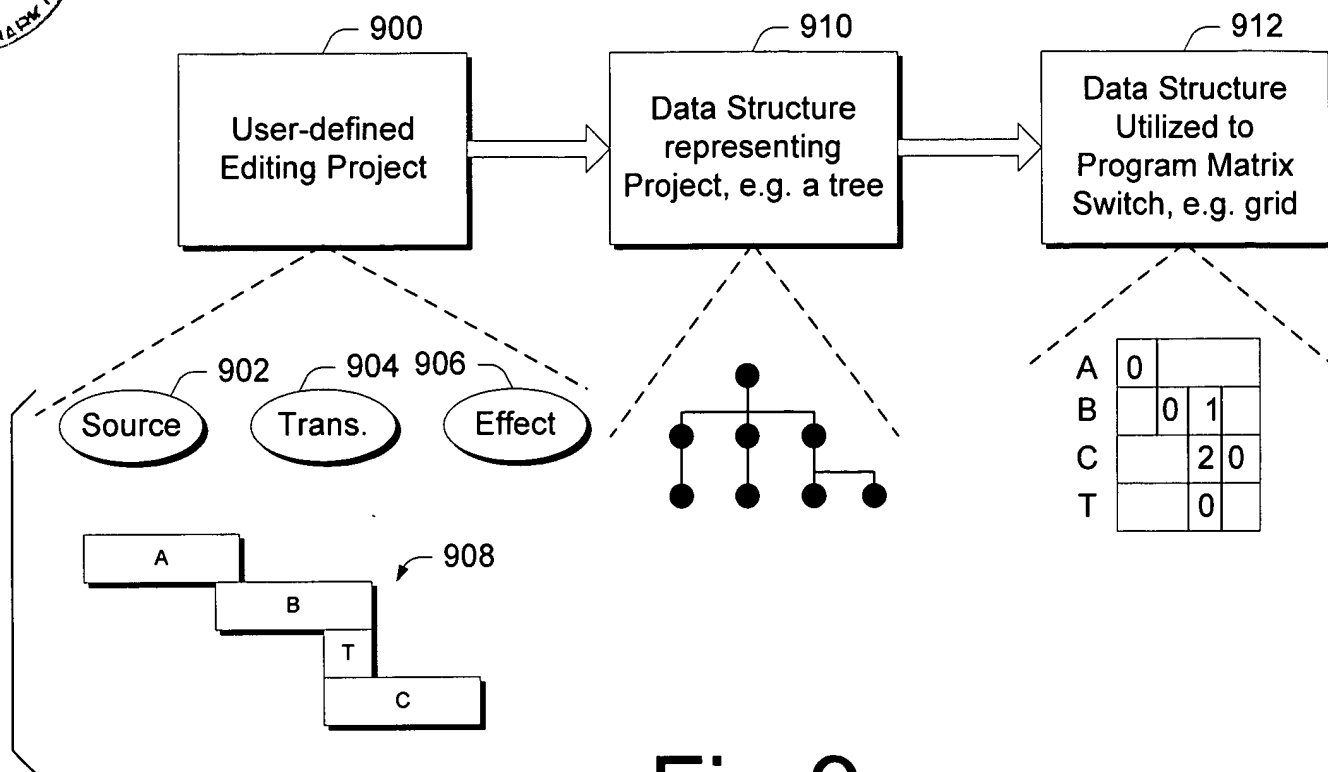 900
910
912
User-defined
Editing Project
Data Structure
representing
Project, e.g. a tree
Data Structure
Utilized to
Program Matrix
Switch, e.g. grid
902
904
906
Source
Trans.
Effect
A
B
T
C
908
A 0
B 0 1
C 2 0
T 0